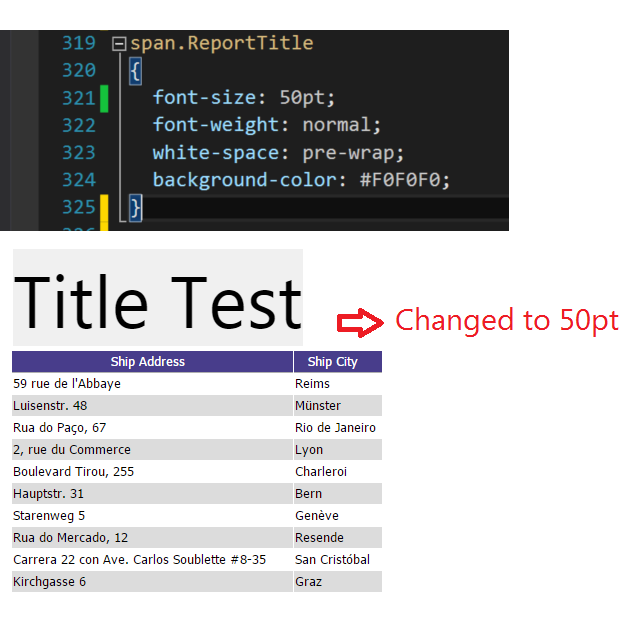 319 span.ReportTitle
320 {
321 font-size: 50pt;
322 font-weight: normal;
323 white-space: pre-wrap;
324 background-color: #F0F0F0;
325 }
Title Test
Changed to 50pt
Ship Address Ship City
59 rue de l'Abbaye Reims
Luisenstr. 48 Münster
Rua do Paço, 67 Rio de Janeiro
2, rue du Commerce Lyon
Boulevard Tirou, 255 Charleroi
Hauptstr. 31 Bern
Starenweg 5 Genève
Rua do Mercado, 12 Resende
Carrera 22 con Ave. Carlos Soublette #8-35 San Cristóbal
Kirchgasse 6 Graz